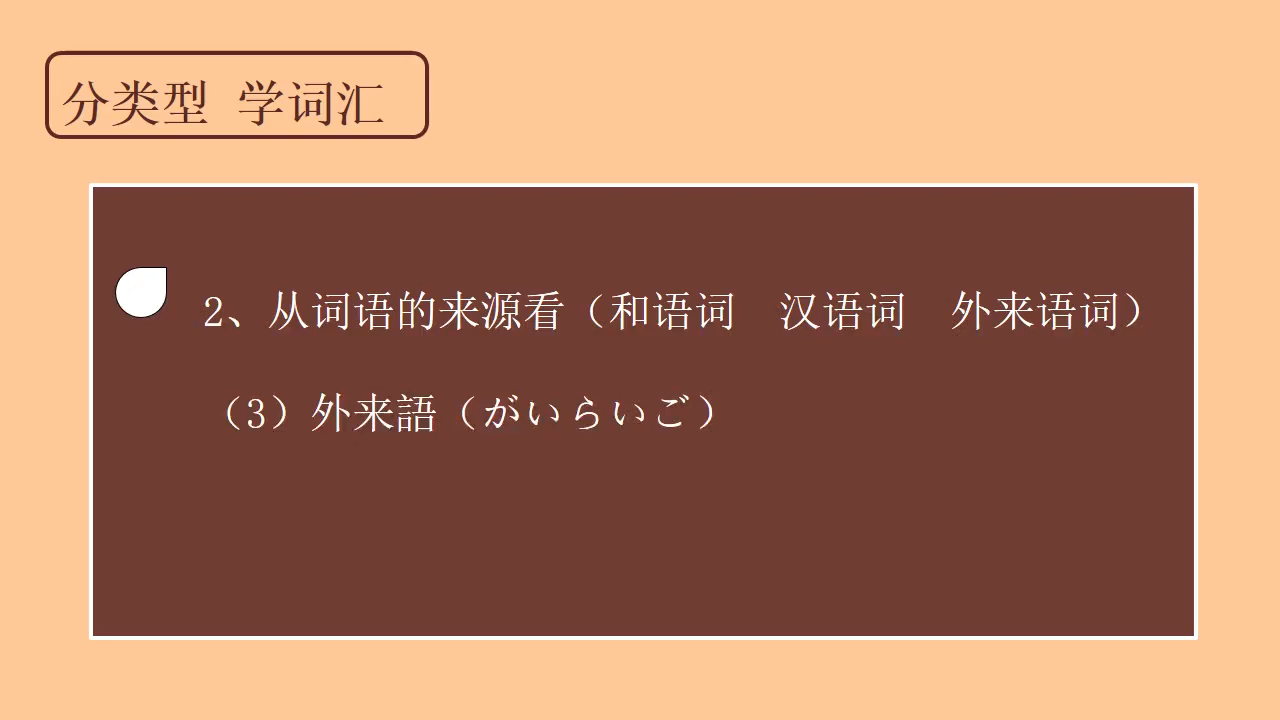 分类型 学词汇
2、从词语的来源看（和语词　汉语词　外来语词）
（3）外来語（がいらいご）